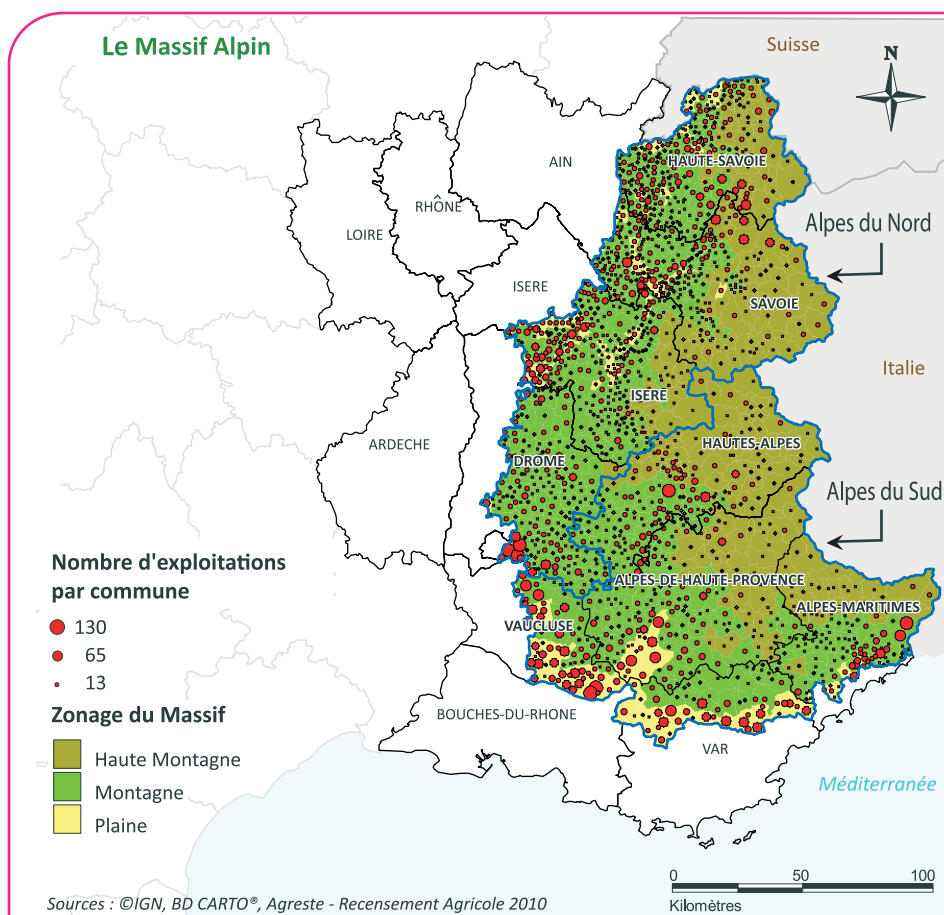 Le Massif Alpin
Suisse
N
AIN
HAUTE-SAVOIE
RHÔNE
LOIRE
Alpes du Nord
ISERE
SAVOIE
Italie
ISERE
ARDECHE
HAUTES-ALPES
DROME
Alpes du Sud
Nombre d'exploitations
par commune
130
65
13
ALPES-DE-HAUTE-PROVENCE
ALPES-MARITIMES
VAUCLUSE
Zonage du Massif
Haute Montagne
Montagne
Plaine
BOUCHES-DU-RHONE
VAR
Méditerranée
0 50 100
Kilomètres
Sources : ©IGN, BD CARTO®, Agreste - Recensement Agricole 2010